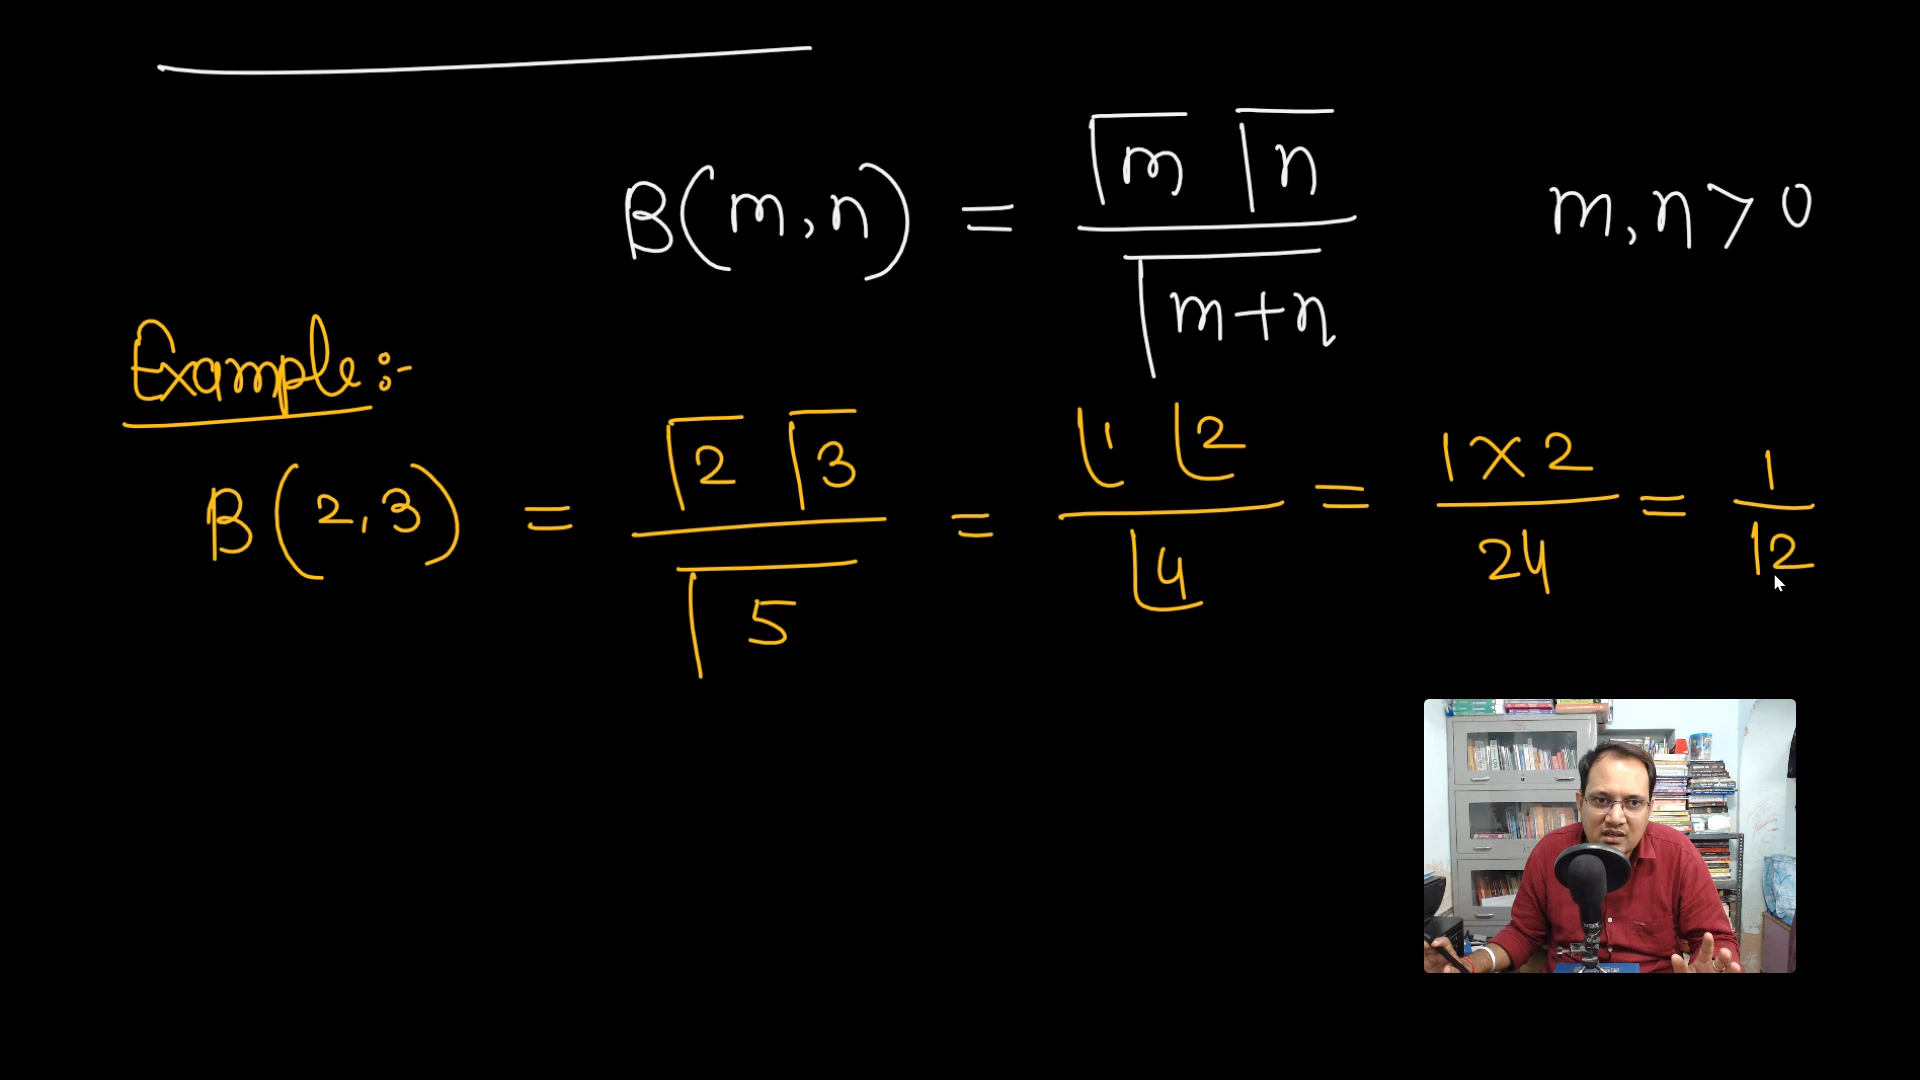 B(m,n) = Γm Γn / Γm+n m,n>0
Example:-
B(2,3) = Γ2 Γ3 / Γ5 = ∟1 ∟2 / ∟4 = 1×2 / 24 = 1 / 12